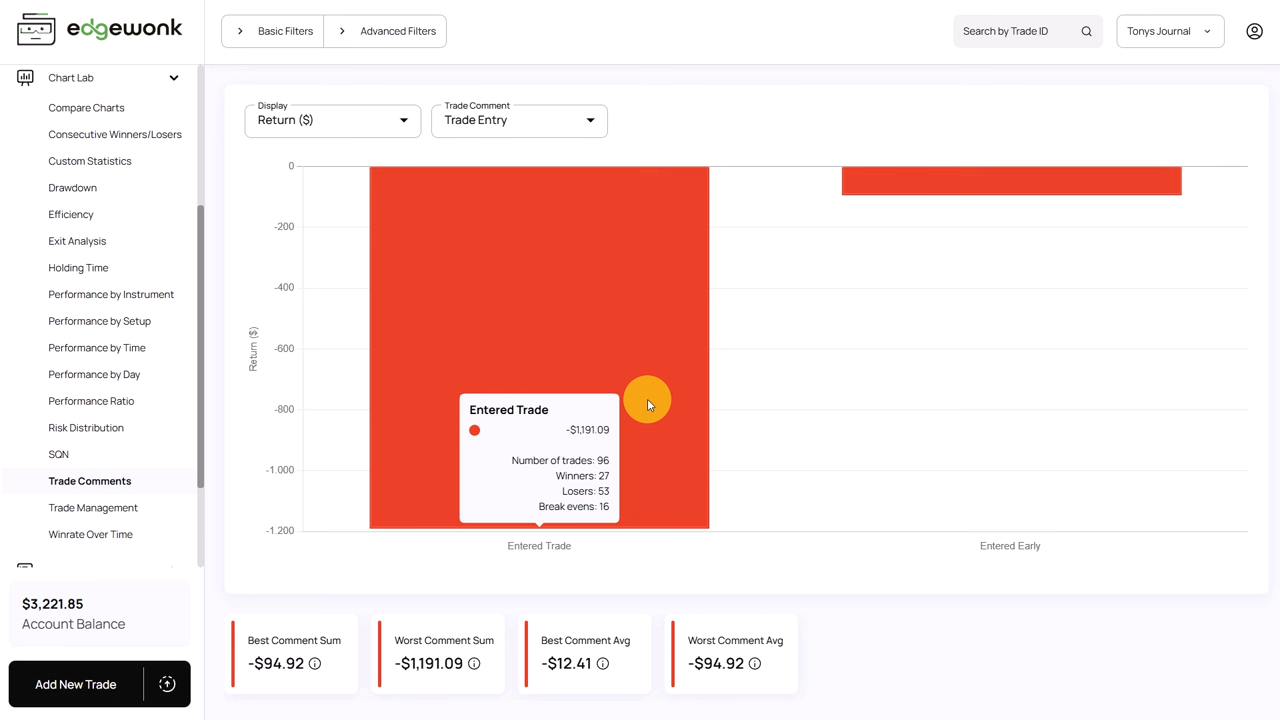 edgewonk
Basic Filters
Advanced Filters
Search by Trade ID
Tonys Journal
Chart Lab
Compare Charts
Consecutive Winners/Losers
Custom Statistics
Drawdown
Efficiency
Exit Analysis
Holding Time
Performance by Instrument
Performance by Setup
Performance by Time
Performance by Day
Performance Ratio
Risk Distribution
SQN
Trade Comments
Trade Management
Winrate Over Time
$3,221.85
Account Balance
Add New Trade
Display
Return ($)
Trade Comment
Trade Entry
0
-200
-400
-600
-800
-1.000
-1.200
Return ($)
Entered Trade
-$1,191.09
Number of trades: 96
Winners: 27
Losers: 53
Break evens: 16
Entered Trade
Entered Early
Best Comment Sum
-$94.92
Worst Comment Sum
-$1,191.09
Best Comment Avg
-$12.41
Worst Comment Avg
-$94.92